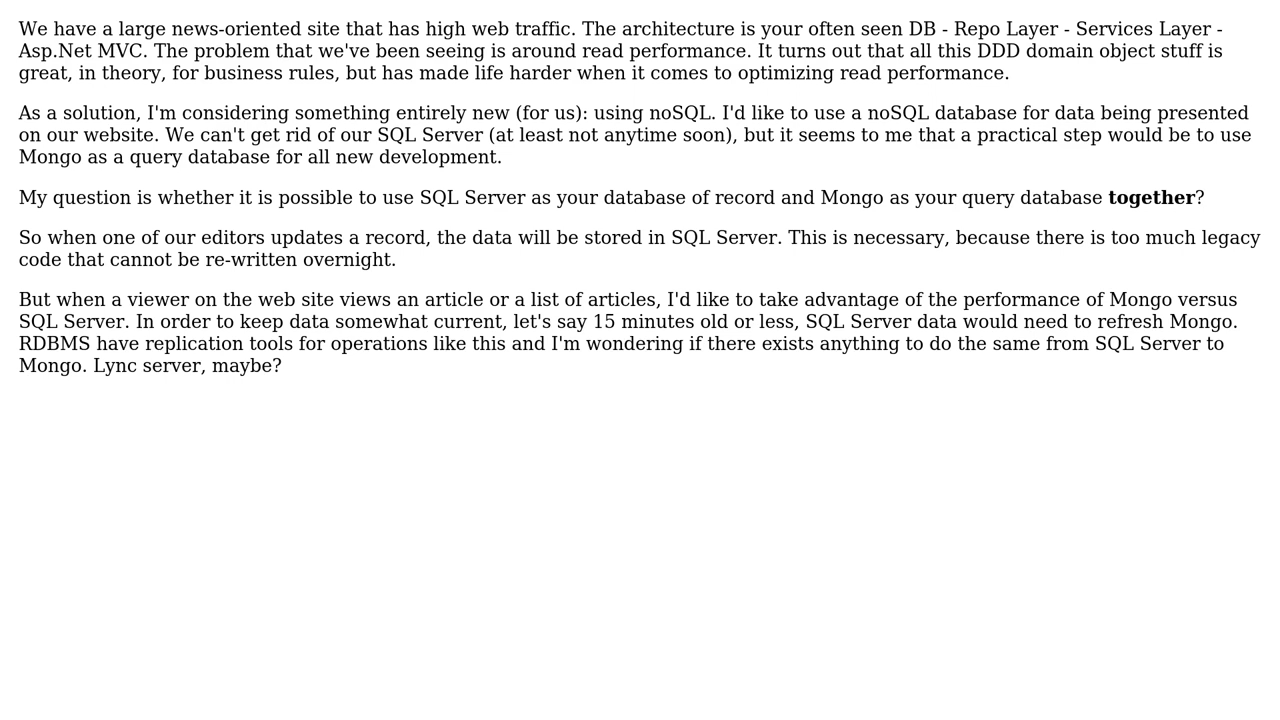 We have a large news-oriented site that has high web traffic. The architecture is your often seen DB - Repo Layer - Services Layer -
Asp.Net MVC. The problem that we've been seeing is around read performance. It turns out that all this DDD domain object stuff is
great, in theory, for business rules, but has made life harder when it comes to optimizing read performance.
As a solution, I'm considering something entirely new (for us): using noSQL. I'd like to use a noSQL database for data being presented
on our website. We can't get rid of our SQL Server (at least not anytime soon), but it seems to me that a practical step would be to use
Mongo as a query database for all new development.
My question is whether it is possible to use SQL Server as your database of record and Mongo as your query database together?
So when one of our editors updates a record, the data will be stored in SQL Server. This is necessary, because there is too much legacy
code that cannot be re-written overnight.
But when a viewer on the web site views an article or a list of articles, I'd like to take advantage of the performance of Mongo versus
SQL Server. In order to keep data somewhat current, let's say 15 minutes old or less, SQL Server data would need to refresh Mongo.
RDBMS have replication tools for operations like this and I'm wondering if there exists anything to do the same from SQL Server to
Mongo. Lync server, maybe?